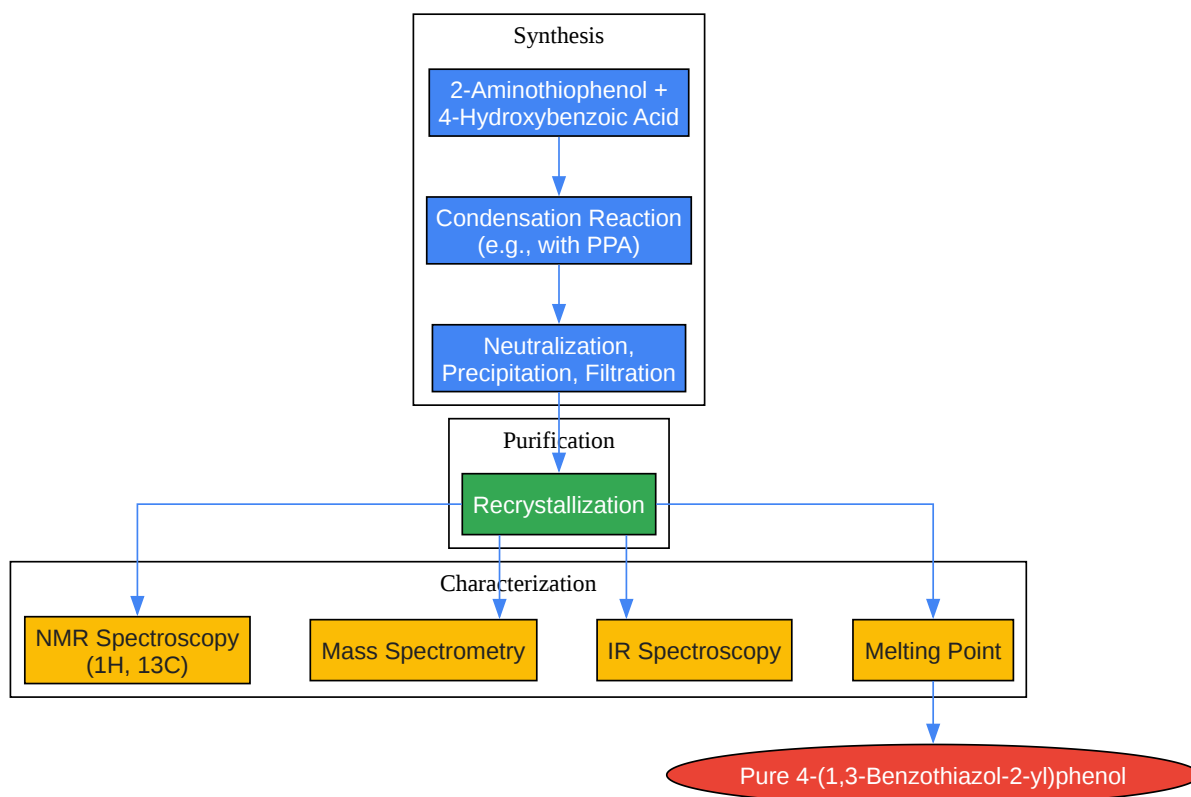 Synthesis
2-Aminothiophenol +
4-Hydroxybenzoic Acid
Condensation Reaction
(e.g., with PPA)
Neutralization,
Precipitation, Filtration
Purification
Recrystallization
Characterization
NMR Spectroscopy
(1H, 13C)
Mass Spectrometry
IR Spectroscopy
Melting Point
Pure 4-(1,3-Benzothiazol-2-yl)phenol